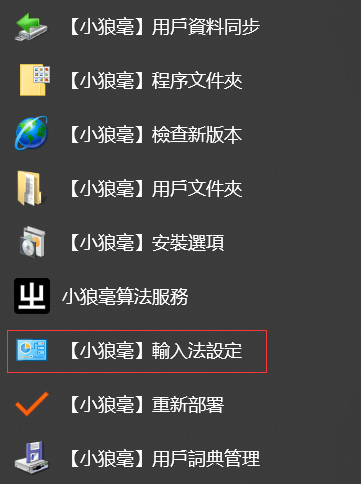 【小狼毫】用戶資料同步
【小狼毫】程序文件夾
【小狼毫】檢查新版本
【小狼毫】用戶文件夾
【小狼毫】安裝選項
小狼毫算法服務
【小狼毫】輸入法設定
【小狼毫】重新部署
【小狼毫】用戶詞典管理